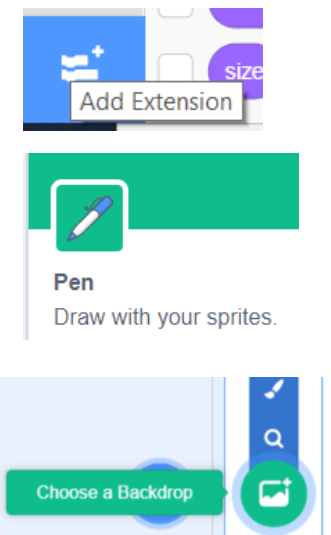 size
Add Extension
Pen
Draw with your sprites.
Choose a Backdrop